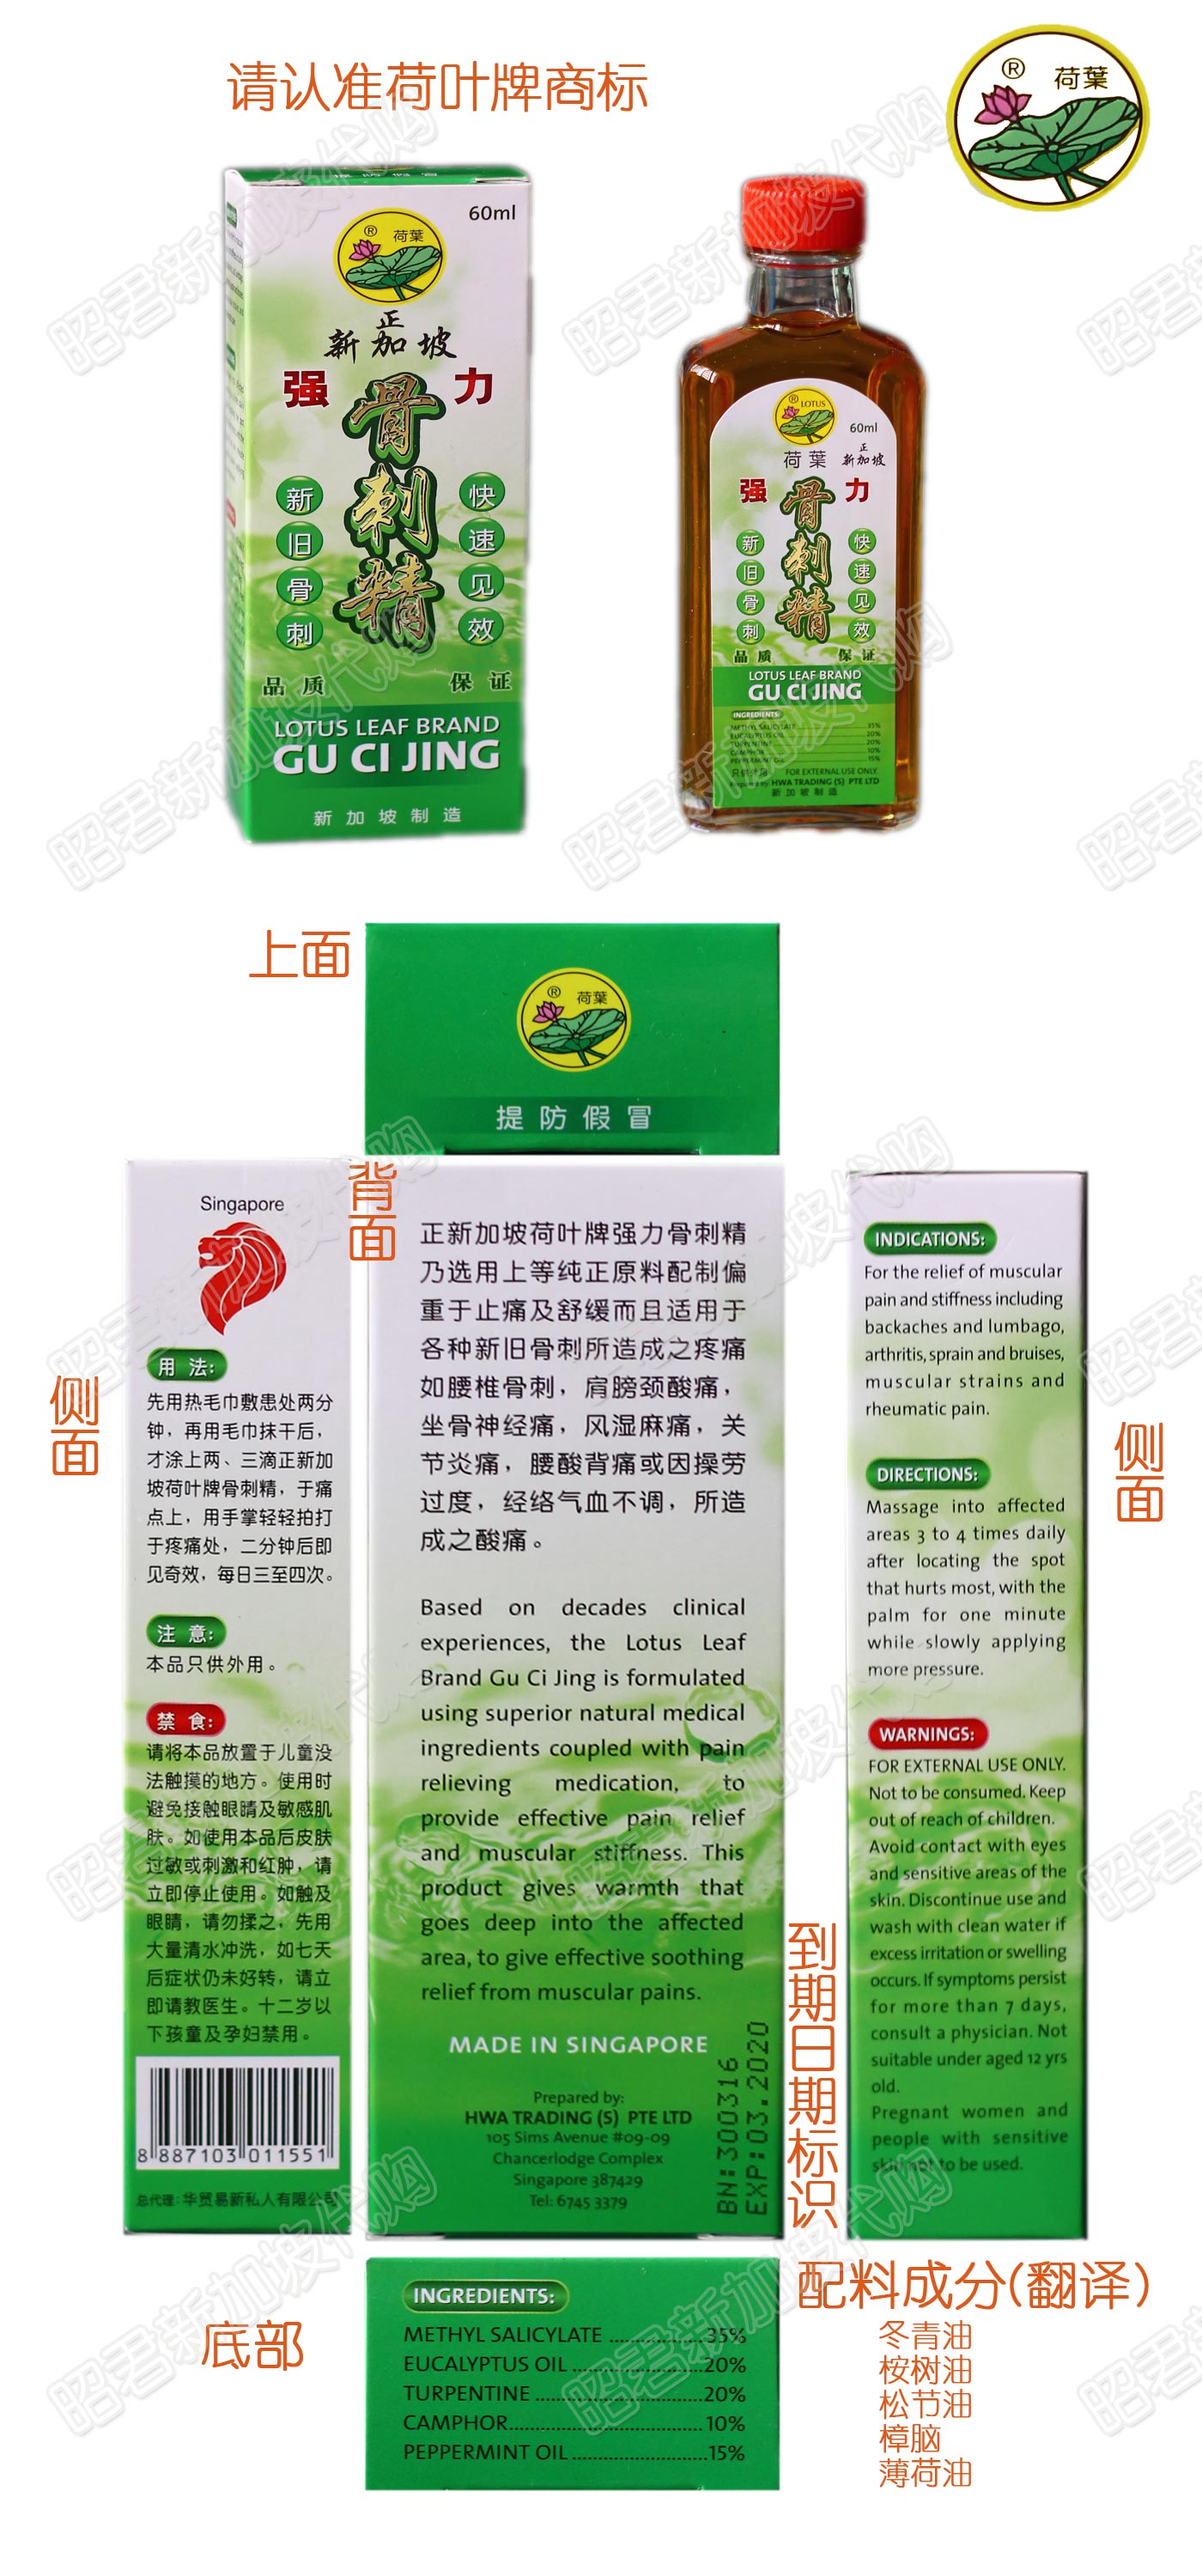 请认准荷叶牌商标
® 荷葉
60ml
® 荷葉
正
新加坡
强 力
骨刺精
新旧骨刺
快速见效
品质 保证
LOTUS LEAF BRAND
GU CI JING
新加坡制造
® LOTUS
60ml
荷葉
正
新加坡
强 力
骨刺精
新旧骨刺
快速见效
品质 保证
LOTUS LEAF BRAND
GU CI JING
INGREDIENTS:
METHYL SALICYLATE 35%
EUCALYPTUS OIL 20%
TURPENTINE 20%
CAMPHOR 10%
PEPPERMINT OIL 15%
FOR EXTERNAL USE ONLY.
Prepared by: HWA TRADING (S) PTE LTD
新加坡制造
上面
® 荷葉
提防假冒
侧面
Singapore
用 法:
先用热毛巾敷患处两分
钟，再用毛巾抹干后，
才涂上两、三滴正新加
坡荷叶牌骨刺精，于痛
点上，用手掌轻轻拍打
于疼痛处，二分钟后即
见奇效，每日三至四次。
注 意:
本品只供外用。
禁 食:
请将本品放置于儿童没
法触摸的地方。使用时
避免接触眼睛及敏感肌
肤。如使用本品后皮肤
过敏或刺激和红肿，请
立即停止使用。如触及
眼睛，请勿揉之，先用
大量清水冲洗，如七天
后症状仍未好转，请立
即请教医生。十二岁以
下孩童及孕妇禁用。
8 887103 011551
总代理：华贸易新私人有限公司
背面
正新加坡荷叶牌强力骨刺精
乃选用上等纯正原料配制偏
重于止痛及舒缓而且适用于
各种新旧骨刺所造成之疼痛
如腰椎骨刺，肩膀颈酸痛，
坐骨神经痛，风湿麻痛，关
节炎痛，腰酸背痛或因操劳
过度，经络气血不调，所造
成之酸痛。
Based on decades clinical
experiences, the Lotus Leaf
Brand Gu Ci Jing is formulated
using superior natural medical
ingredients coupled with pain
relieving medication, to
provide effective pain relief
and muscular stiffness. This
product gives warmth that
goes deep into the affected
area, to give effective soothing
relief from muscular pains.
MADE IN SINGAPORE
Prepared by:
HWA TRADING (S) PTE LTD
105 Sims Avenue #09-09
Chancerlodge Complex
Singapore 387429
Tel: 6745 3379
BN:300316
EXP:03.2020
到期日期标识
侧面
INDICATIONS:
For the relief of muscular
pain and stiffness including
backaches and lumbago,
arthritis, sprain and bruises,
muscular strains and
rheumatic pain.
DIRECTIONS:
Massage into affected
areas 3 to 4 times daily
after locating the spot
that hurts most, with the
palm for one minute
while slowly applying
more pressure.
WARNINGS:
FOR EXTERNAL USE ONLY.
Not to be consumed. Keep
out of reach of children.
Avoid contact with eyes
and sensitive areas of the
skin. Discontinue use and
wash with clean water if
excess irritation or swelling
occurs. If symptoms persist
for more than 7 days,
consult a physician. Not
suitable under aged 12 yrs
old.
Pregnant women and
people with sensitive
skin not to be used.
底部
INGREDIENTS:
METHYL SALICYLATE ................35%
EUCALYPTUS OIL ......................20%
TURPENTINE ............................20%
CAMPHOR.................................10%
PEPPERMINT OIL .......................15%
配料成分(翻译)
冬青油
桉树油
松节油
樟脑
薄荷油
昭君新加坡代购